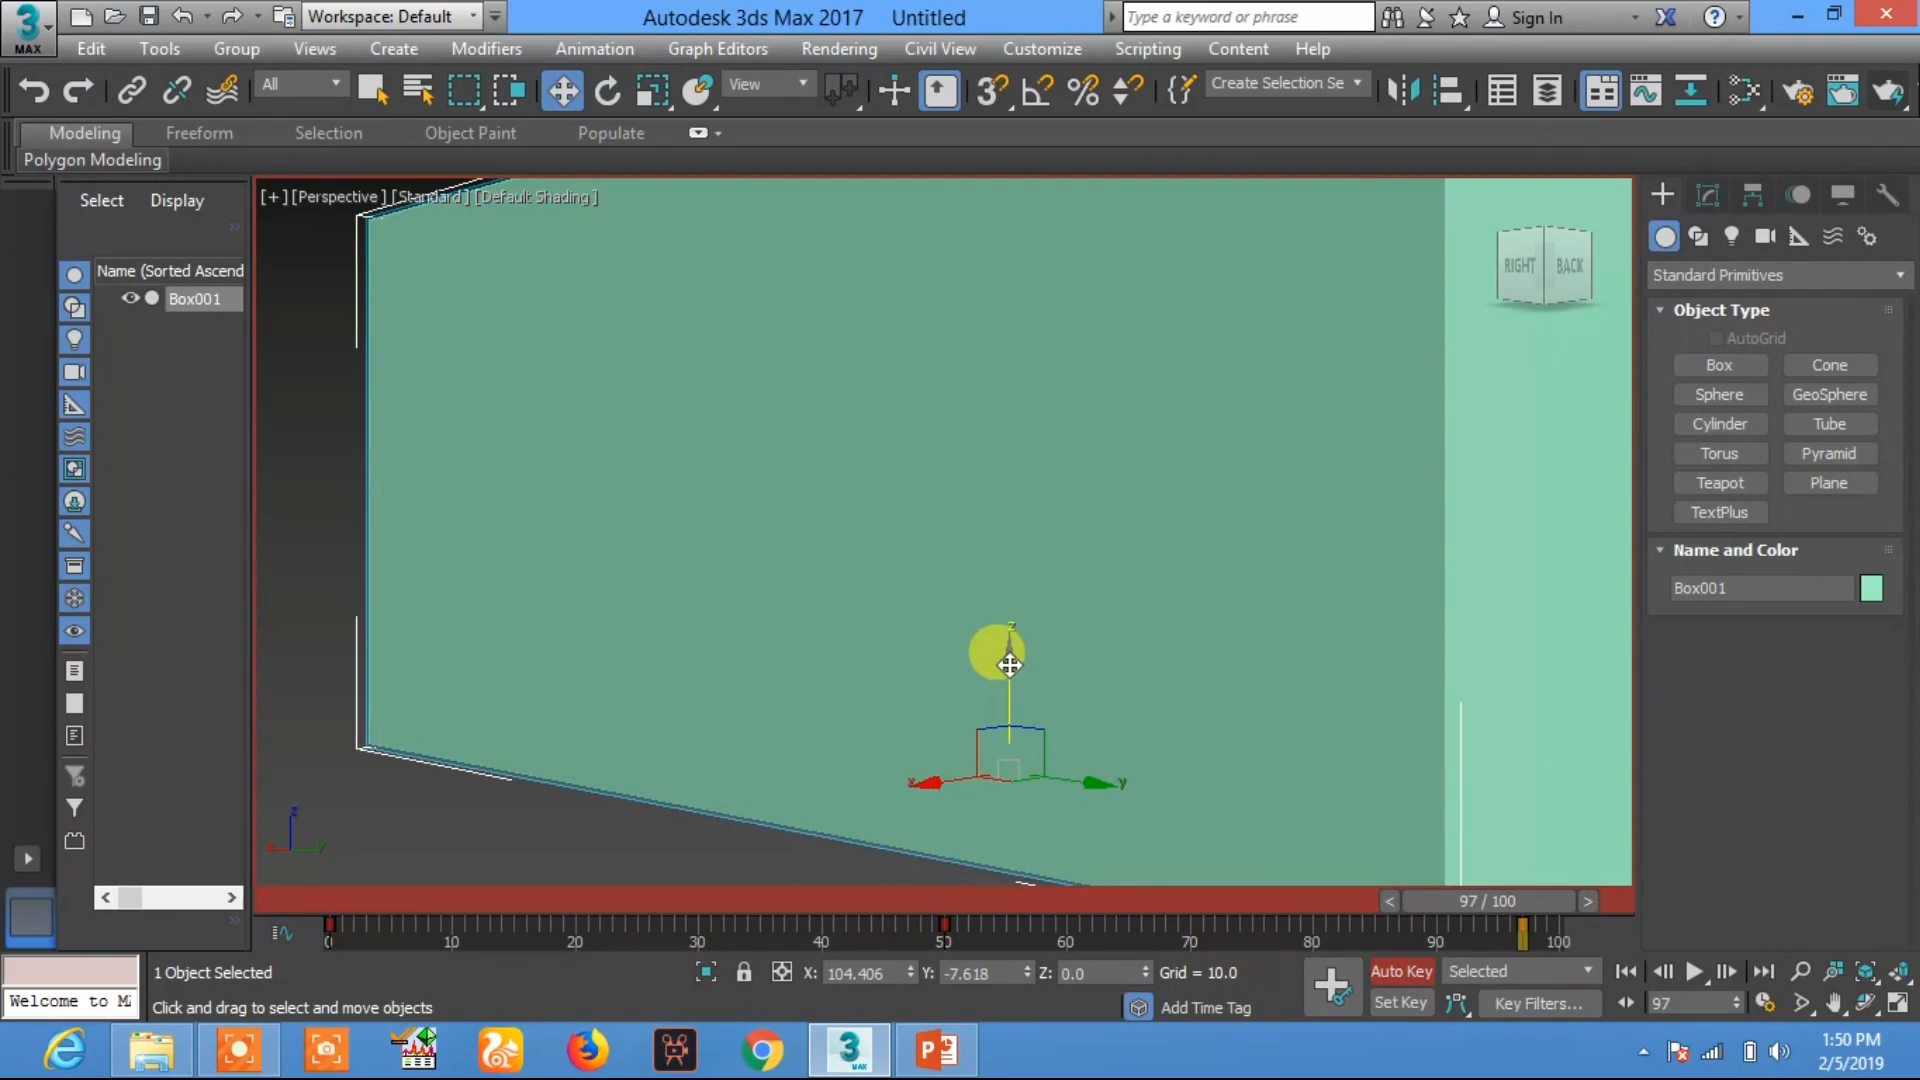 Workspace: Default
Autodesk 3ds Max 2017 Untitled
Type a keyword or phrase
Sign In
MAX
Edit Tools Group Views Create Modifiers Animation Graph Editors Rendering Civil View Customize Scripting Content Help
All
View
Create Selection Se
Modeling Freeform Selection Object Paint Populate
Polygon Modeling
Select Display
Name (Sorted Ascend
Box001
[+] [Perspective ] [Standard ] [Default Shading ]
RIGHT BACK
Standard Primitives
Object Type
AutoGrid
Box Cone
Sphere GeoSphere
Cylinder Tube
Torus Pyramid
Teapot Plane
TextPlus
Name and Color
Box001
z
x y
z
x y
< 97 / 100 >
0 10 20 30 40 50 60 70 80 90 100
1 Object Selected
X: 104.406 Y: -7.618 Z: 0.0 Grid = 10.0
Auto Key Selected
Welcome to M
Click and drag to select and move objects
Add Time Tag
Set Key Key Filters... 97
1:50 PM
2/5/2019